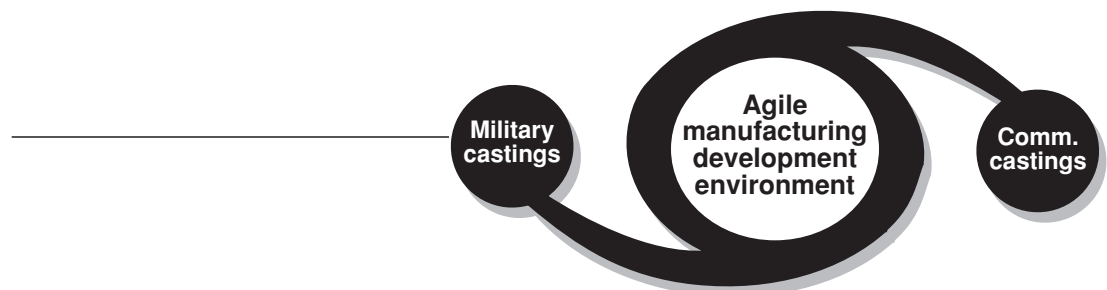 Military
castings
Agile
manufacturing
development
environment
Comm.
castings